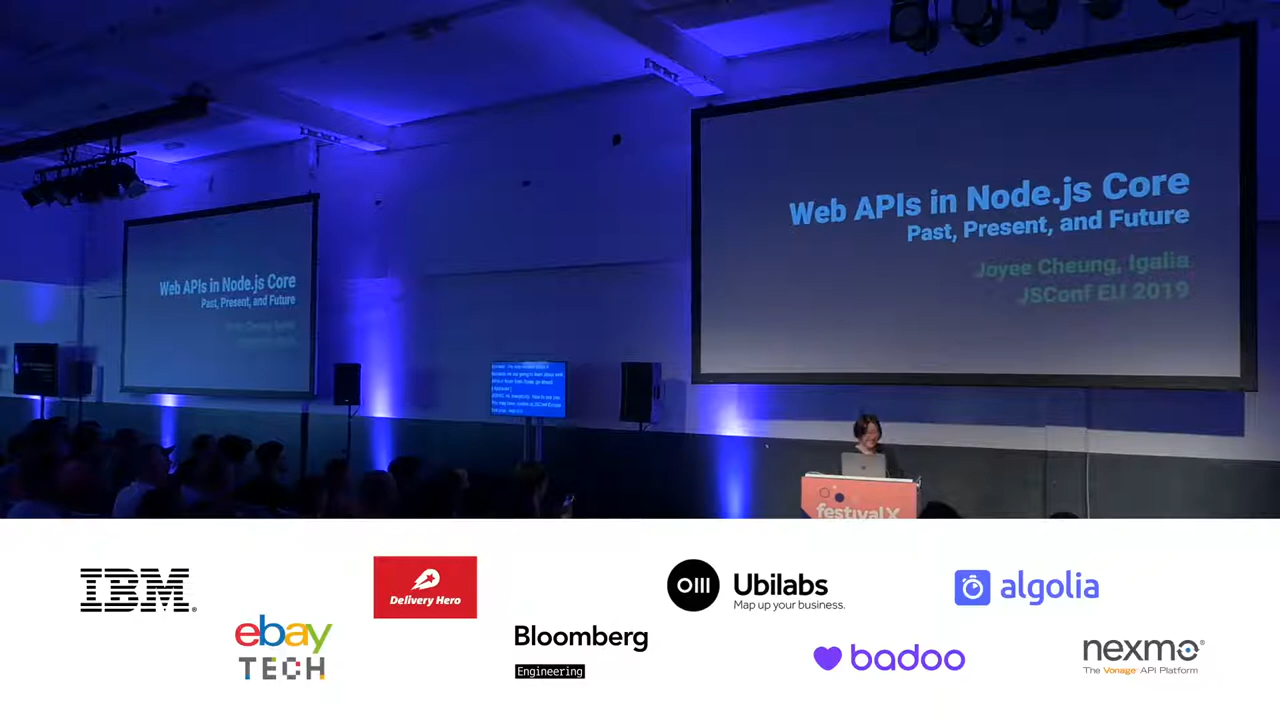 Web APIs in Node.js Core
Past, Present, and Future
Joyee Cheung, Igalia
JSConf EU 2019
Web APIs in Node.js Core
Past, Present, and Future
festival X
IBM®
Delivery Hero
Ubilabs
Map up your business.
algolia
ebay
TECH
Bloomberg
Engineering
badoo
nexmo®
The Vonage API Platform